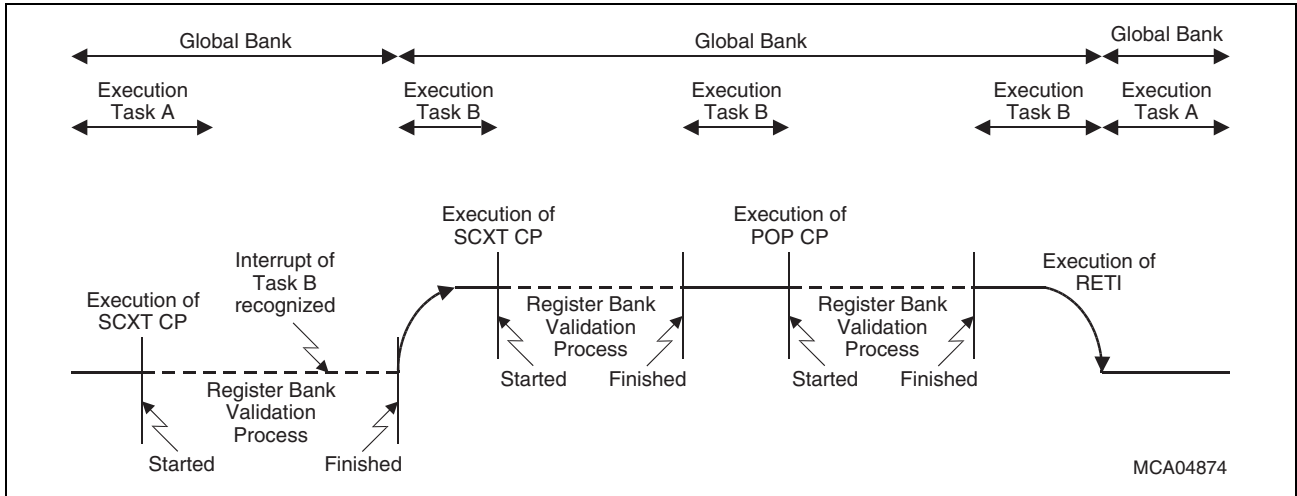 Global Bank
Global Bank
Global Bank
Execution
Task A
Execution
Task B
Execution
Task B
Execution
Task B
Execution
Task A
Execution of
SCXT CP
Interrupt of
Task B
recognized
Execution of
SCXT CP
Execution of
POP CP
Execution of
RETI
Register Bank
Validation
Process
Started
Finished
Register Bank
Validation
Process
Started
Finished
Register Bank
Validation
Process
Started
Finished
MCA04874